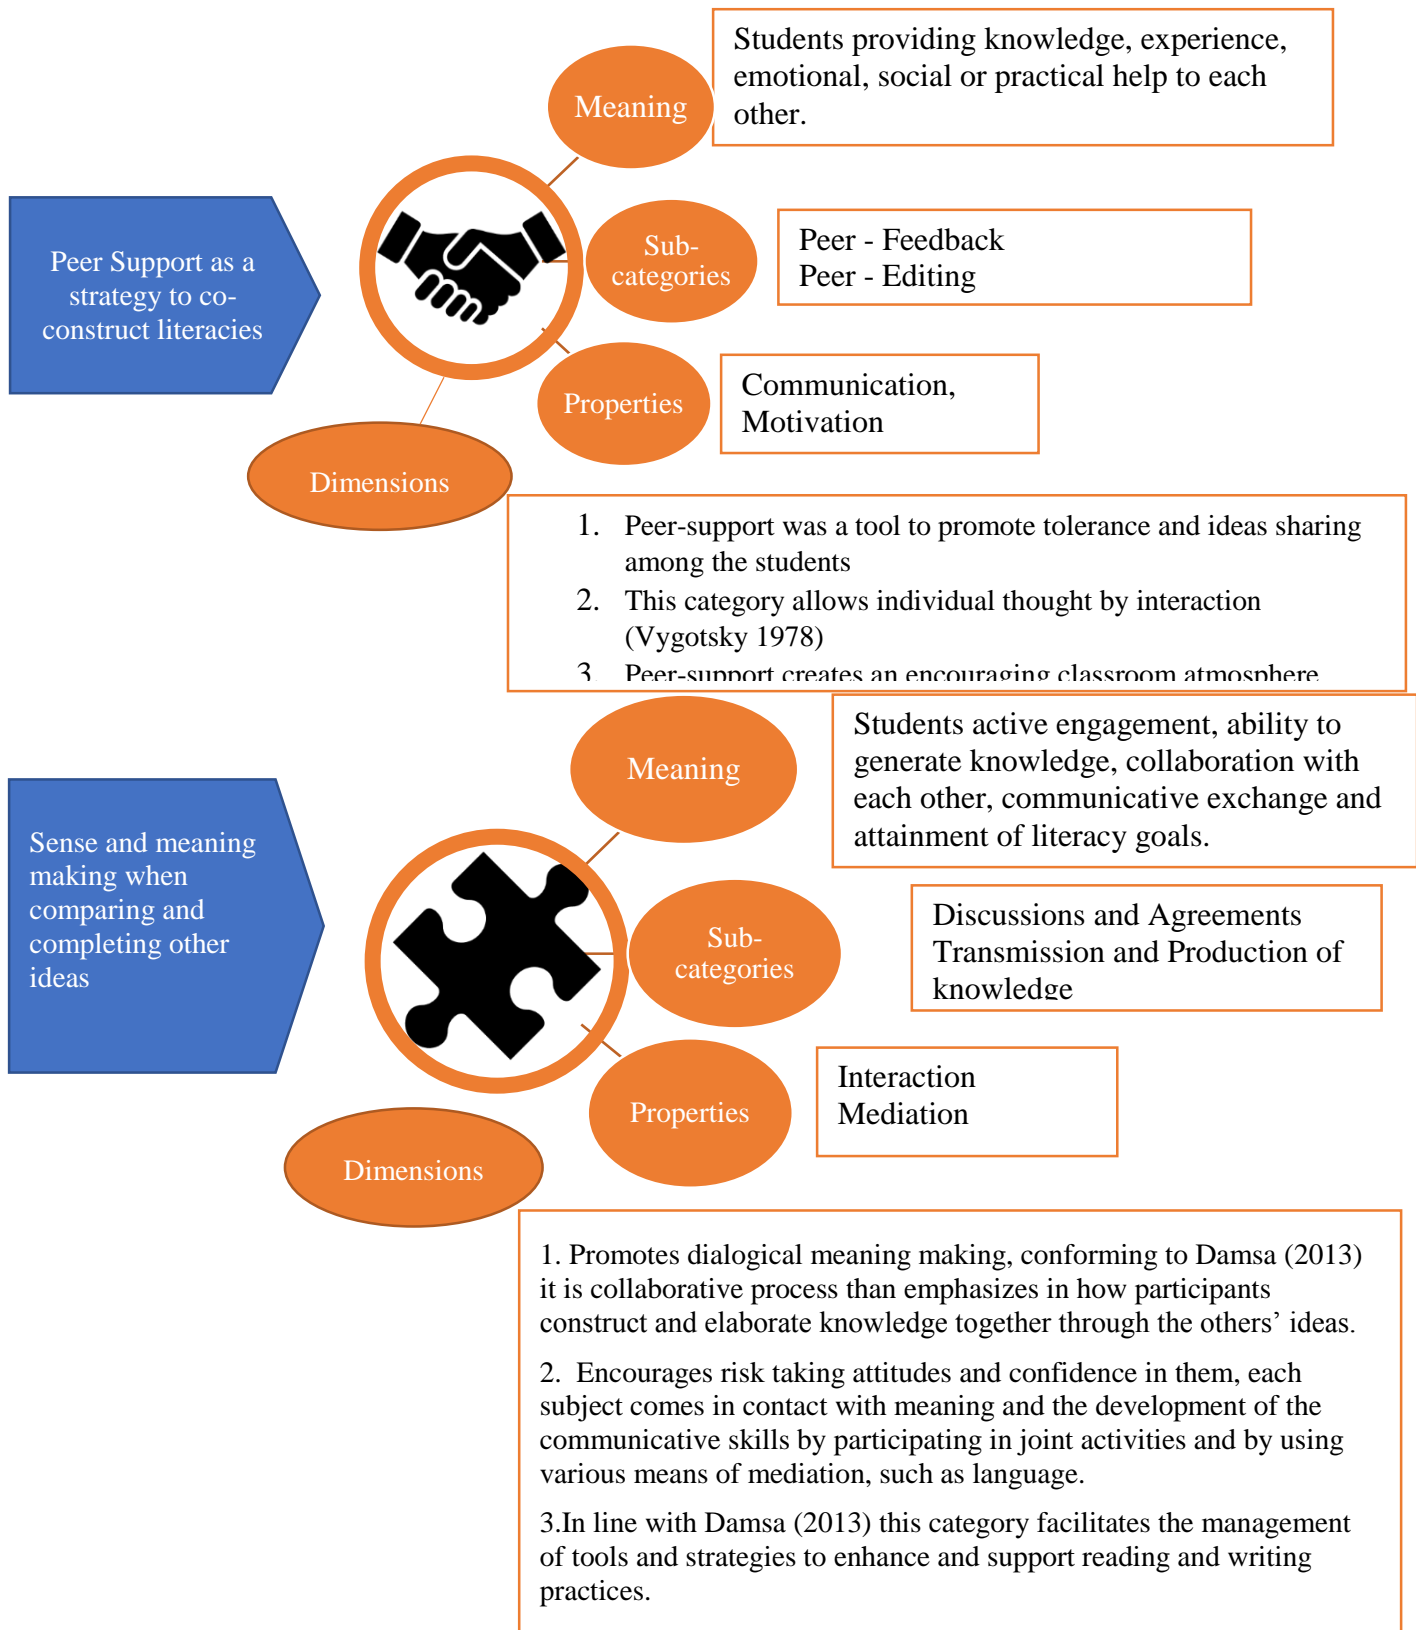 Peer Support as a
strategy to co-
construct literacies
Meaning
Students providing knowledge, experience,
emotional, social or practical help to each
other.
Sub-
categories
Peer - Feedback
Peer - Editing
Properties
Communication,
Motivation
Dimensions
1. Peer-support was a tool to promote tolerance and ideas sharing
among the students
2. This category allows individual thought by interaction
(Vygotsky 1978)
3. Peer-support creates an encouraging classroom atmosphere
Sense and meaning
making when
comparing and
completing other
ideas
Meaning
Students active engagement, ability to
generate knowledge, collaboration with
each other, communicative exchange and
attainment of literacy goals.
Sub-
categories
Discussions and Agreements
Transmission and Production of
knowledge
Properties
Interaction
Mediation
Dimensions
1. Promotes dialogical meaning making, conforming to Damsa (2013)
it is collaborative process than emphasizes in how participants
construct and elaborate knowledge together through the others’ ideas.
2. Encourages risk taking attitudes and confidence in them, each
subject comes in contact with meaning and the development of the
communicative skills by participating in joint activities and by using
various means of mediation, such as language.
3.In line with Damsa (2013) this category facilitates the management
of tools and strategies to enhance and support reading and writing
practices.